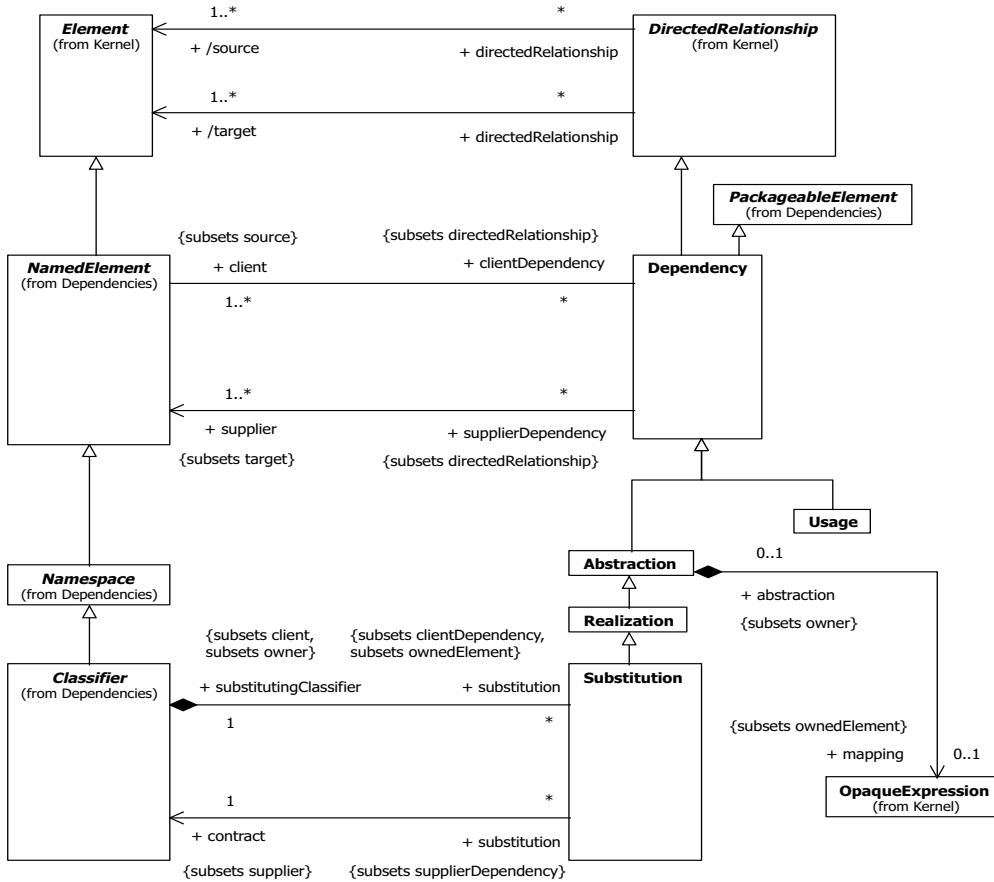 1..*
*
Element
(from Kernel)
DirectedRelationship
(from Kernel)
+ /source
+ directedRelationship
1..*
*
+ /target
+ directedRelationship
PackageableElement
(from Dependencies)
{subsets source}
{subsets directedRelationship}
NamedElement
(from Dependencies)
+ client
+ clientDependency
Dependency
1..*
*
1..*
*
+ supplier
+ supplierDependency
{subsets target}
{subsets directedRelationship}
Usage
Namespace
(from Dependencies)
Abstraction
0..1
+ abstraction
{subsets owner}
Realization
{subsets client,
subsets owner}
{subsets clientDependency,
subsets ownedElement}
Classifier
(from Dependencies)
+ substitutingClassifier
+ substitution
Substitution
1
*
{subsets ownedElement}
+ mapping
0..1
1
*
OpaqueExpression
(from Kernel)
+ contract
+ substitution
{subsets supplier}
{subsets supplierDependency}